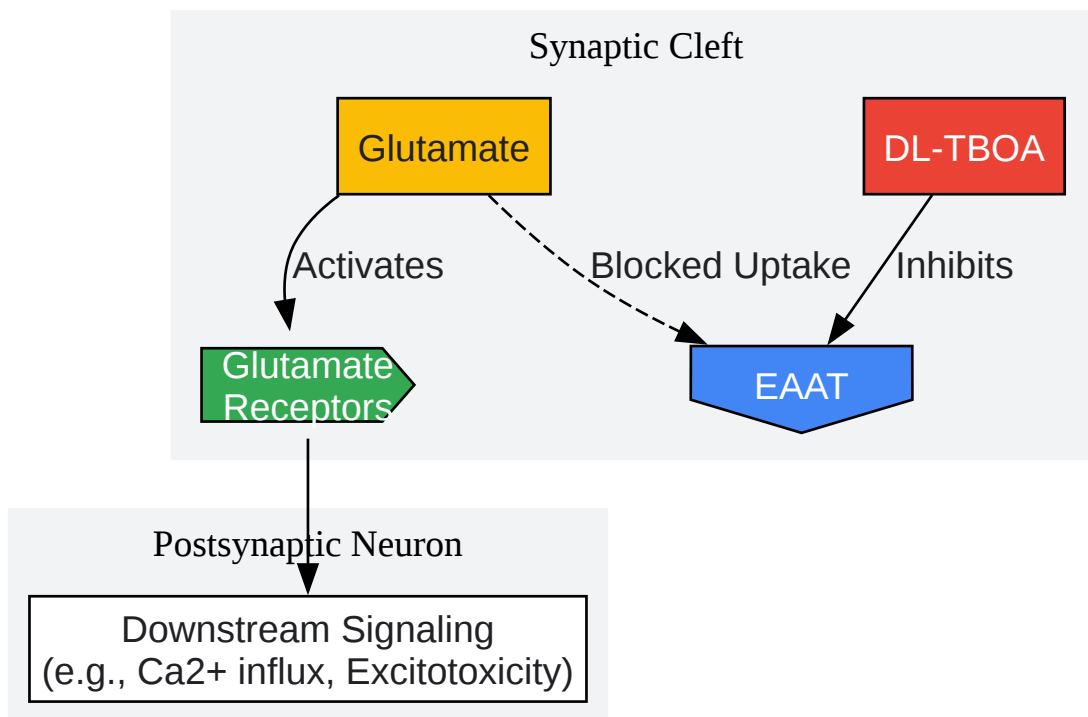 Synaptic Cleft
Glutamate
DL-TBOA
Activates
Blocked Uptake
Inhibits
Glutamate
Receptors
EAAT
Postsynaptic Neuron
Downstream Signaling
(e.g., Ca2+ influx, Excitotoxicity)